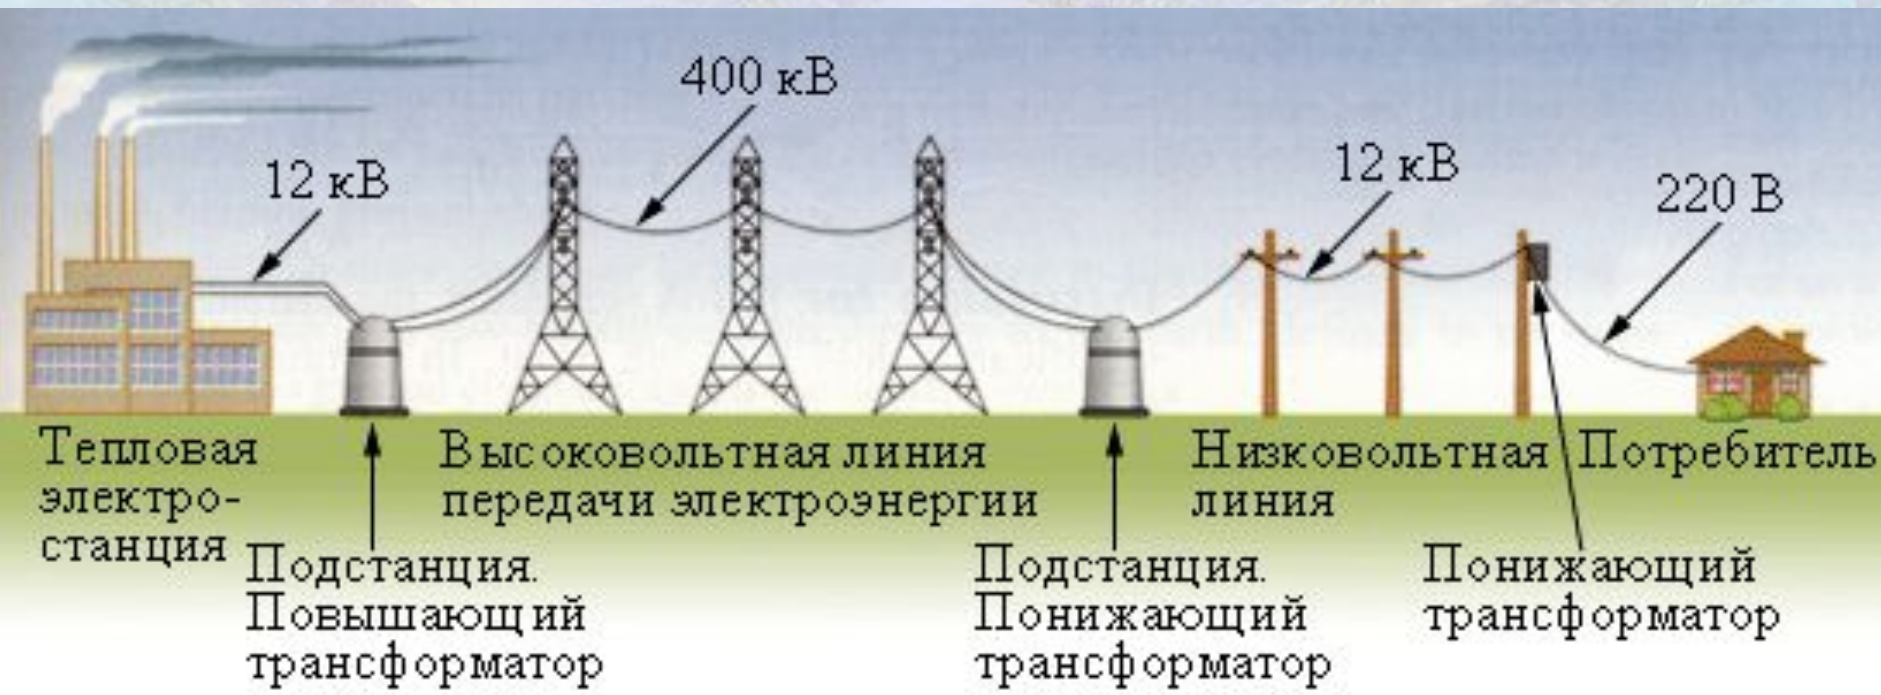 400 кВ
12 кВ
12 кВ
220 В
Тепловая
электро-
станция
Высоковольтная линия
передачи электроэнергии
Низковольтная
линия
Потребитель
Подстанция.
Повышающий
трансформатор
Подстанция.
Понижающий
трансформатор
Понижающий
трансформатор